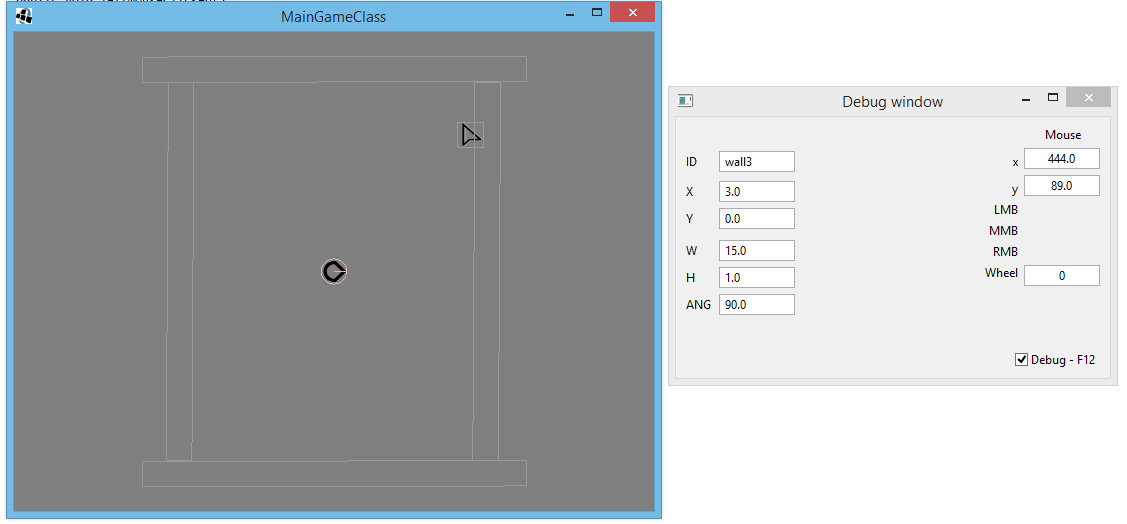 MainGameClass
Debug window
Mouse
ID wall3
x 444.0
X 3.0
y 89.0
Y 0.0
LMB
MMB
W 15.0
RMB
H 1.0
Wheel 0
ANG 90.0
Debug - F12